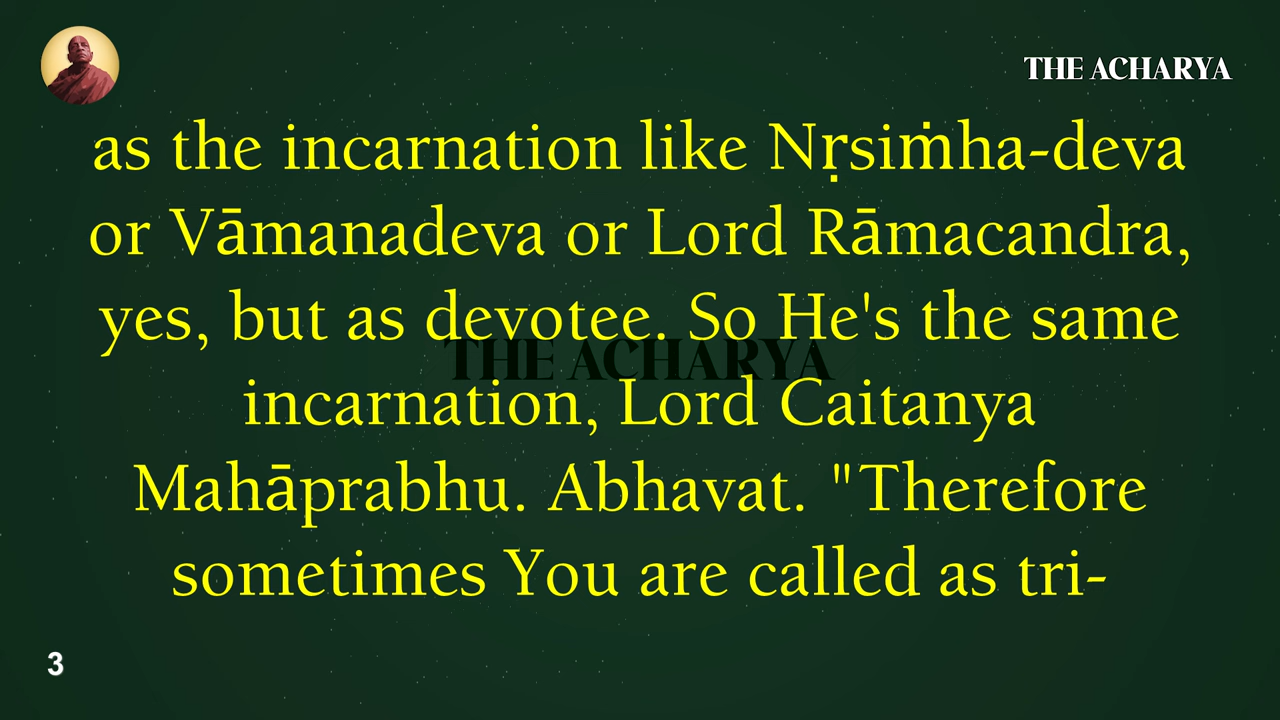 THE ACHARYA
as the incarnation like Nṛsiṁha-deva
or Vāmanadeva or Lord Rāmacandra,
yes, but as devotee. So He's the same
THE ACHARYA
incarnation, Lord Caitanya
Mahāprabhu. Abhavat. "Therefore
sometimes You are called as tri-
3